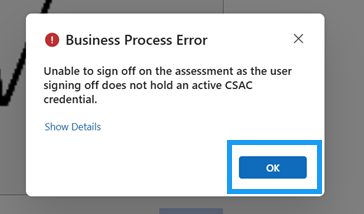 Business Process Error
Unable to sign off on the assessment as the user
signing off does not hold an active CSAC
credential.
Show Details
OK